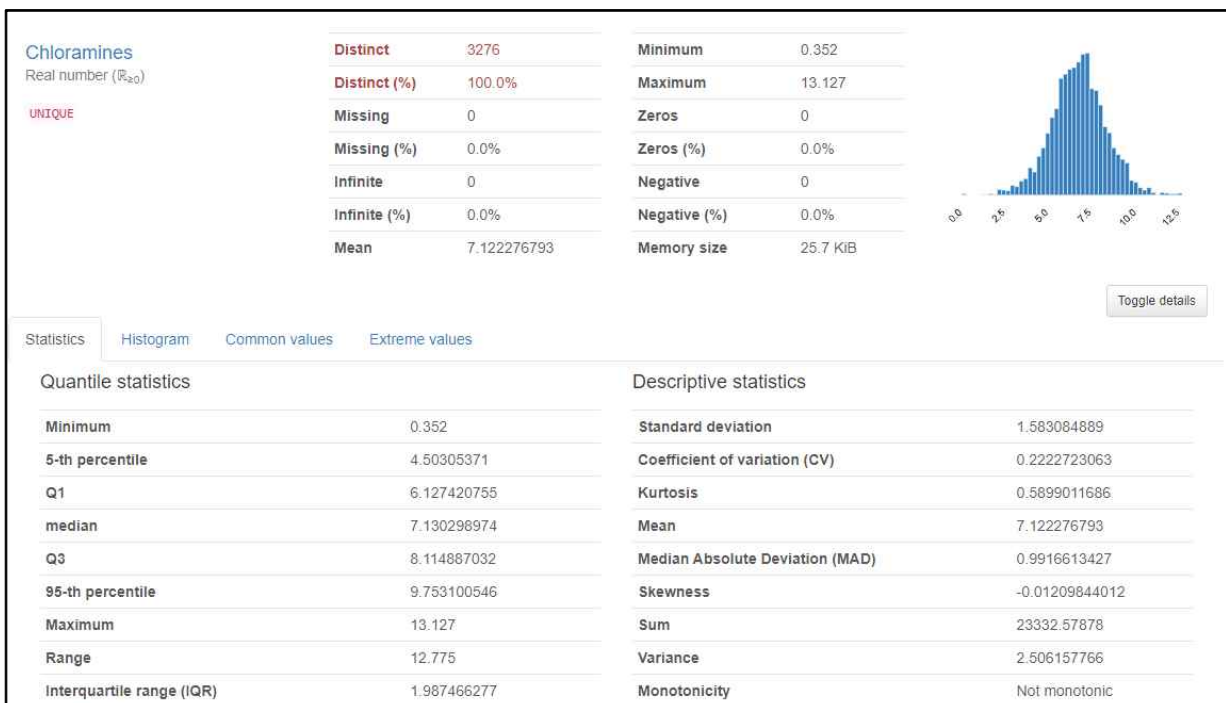 Chloramines
Real number (ℝ≥0)
UNIQUE
Distinct 3276
Distinct (%) 100.0%
Missing 0
Missing (%) 0.0%
Infinite 0
Infinite (%) 0.0%
Mean 7.122276793
Minimum 0.352
Maximum 13.127
Zeros 0
Zeros (%) 0.0%
Negative 0
Negative (%) 0.0%
Memory size 25.7 KiB
0.0 2.5 5.0 7.5 10.0 12.5
Toggle details
Statistics Histogram Common values Extreme values
Quantile statistics
Minimum 0.352
5-th percentile 4.50305371
Q1 6.127420755
median 7.130298974
Q3 8.114887032
95-th percentile 9.753100546
Maximum 13.127
Range 12.775
Interquartile range (IQR) 1.987466277
Descriptive statistics
Standard deviation 1.583084889
Coefficient of variation (CV) 0.2222723063
Kurtosis 0.5899011686
Mean 7.122276793
Median Absolute Deviation (MAD) 0.9916613427
Skewness -0.01209844012
Sum 23332.57878
Variance 2.506157766
Monotonicity Not monotonic